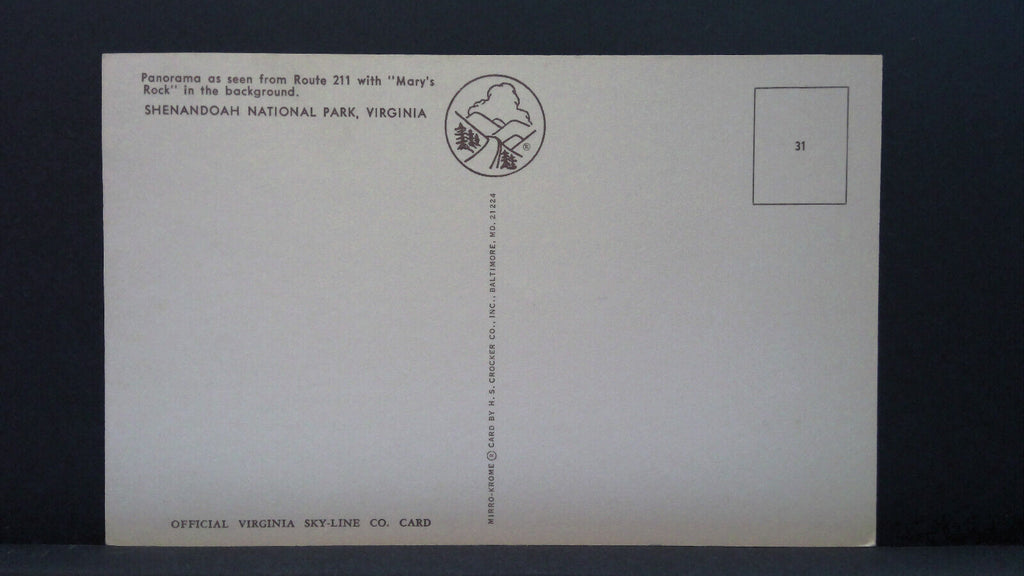 Panorama as seen from Route 211 with "Mary's
Rock" in the background.
SHENANDOAH NATIONAL PARK, VIRGINIA
®
31
MIRRO-KROME ® CARD BY H. S. CROCKER CO., INC., BALTIMORE, MD. 21224
OFFICIAL VIRGINIA SKY-LINE CO. CARD